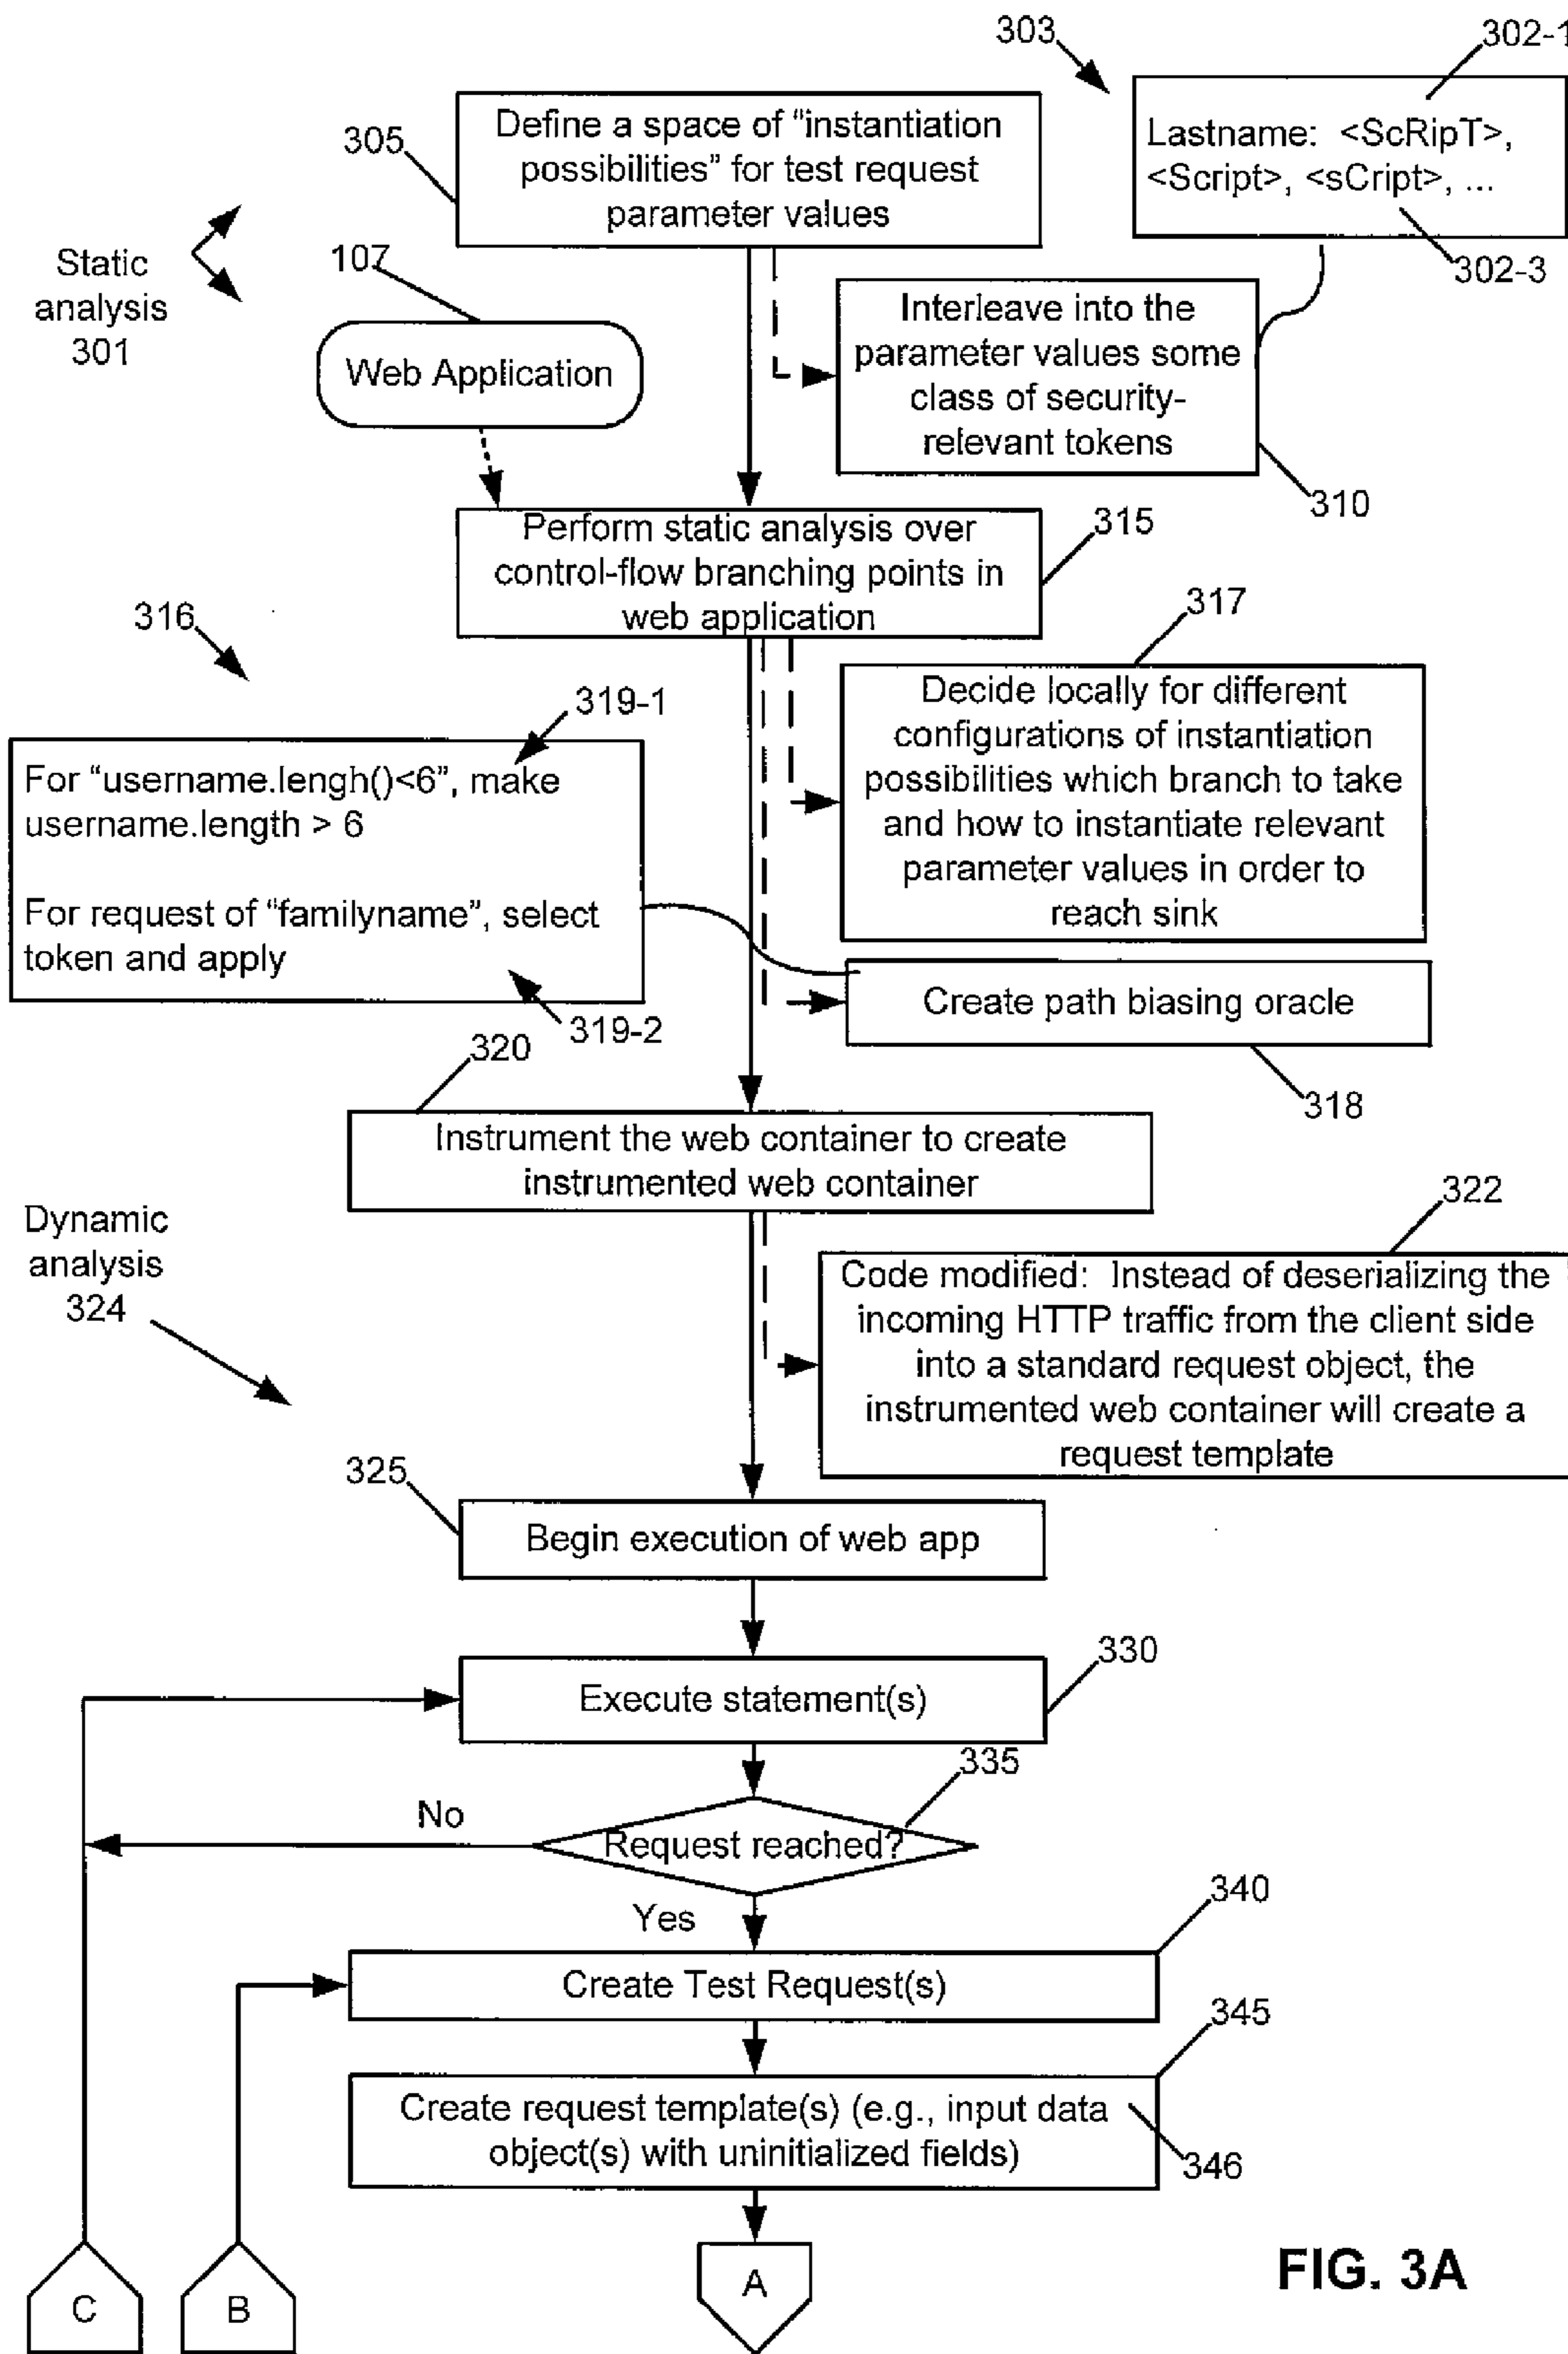 303
302-1
Define a space of “instantiation
possibilities” for test request
parameter values
305
Lastname: <ScRipT>,
<Script>, <sCript>, ...
302-3
Static
analysis
301
107
Web Application
Interleave into the
parameter values some
class of security-
relevant tokens
310
Perform static analysis over
control-flow branching points in
web application
315
316
317
Decide locally for different
configurations of instantiation
possibilities which branch to take
and how to instantiate relevant
parameter values in order to
reach sink
319-1
For “username.lengh()<6”, make
username.length > 6
For request of “familyname”, select
token and apply
319-2
Create path biasing oracle
318
320
Instrument the web container to create
instrumented web container
322
Dynamic
analysis
324
Code modified: Instead of deserializing the
incoming HTTP traffic from the client side
into a standard request object, the
instrumented web container will create a
request template
325
Begin execution of web app
330
Execute statement(s)
335
No
Request reached?
Yes
340
Create Test Request(s)
345
Create request template(s) (e.g., input data
object(s) with uninitialized fields)
346
C
B
A
FIG. 3A